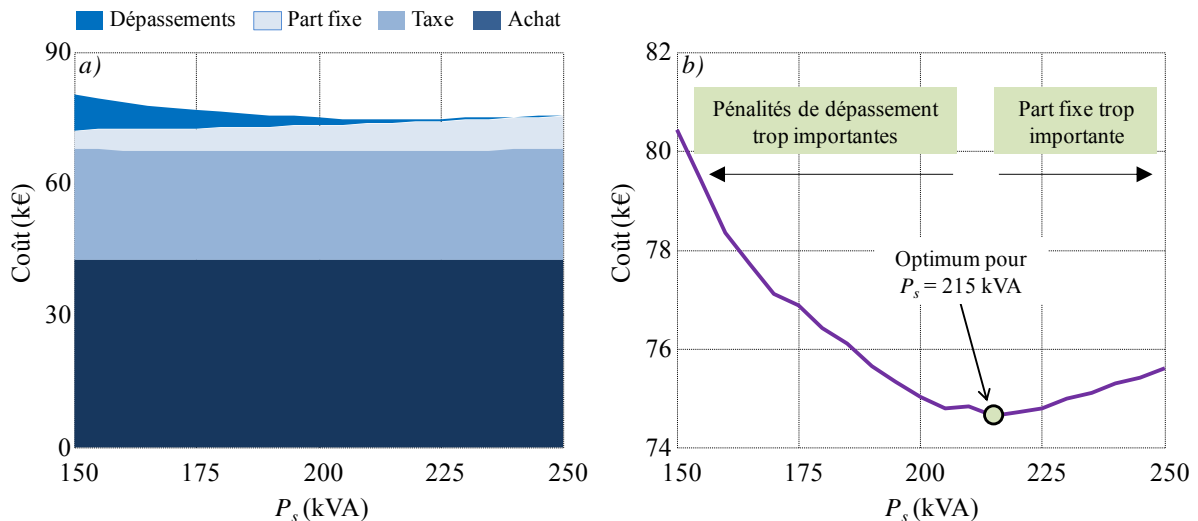 Dépassements Part fixe Taxe Achat
a)
Coût (k€)
90
60
30
0
150 175 200 225 250
P_s (kVA)
b)
Coût (k€)
82
80
78
76
74
Pénalités de dépassement
trop importantes
Part fixe trop
importante
Optimum pour
P_s = 215 kVA
150 175 200 225 250
P_s (kVA)